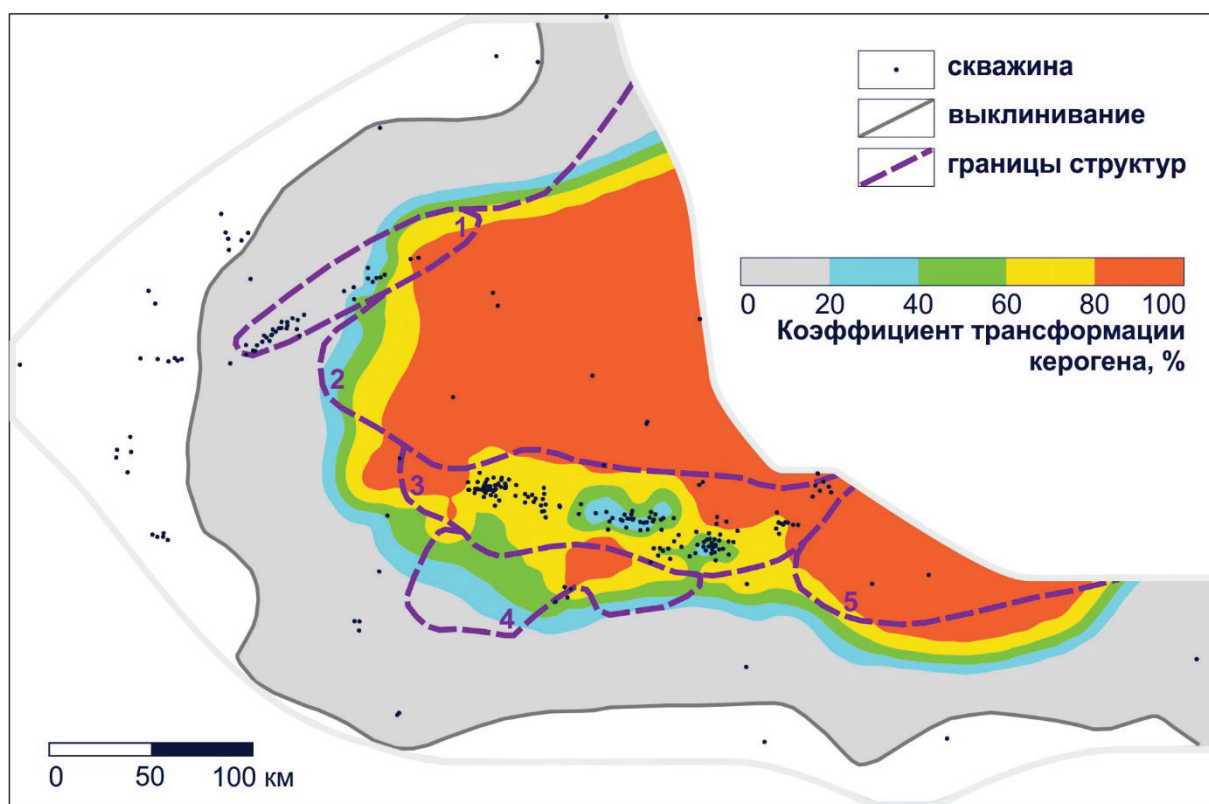 скважина
выклинивание
границы структур
0 20 40 60 80 100
Коэффициент трансформации
керогена, %
1
2
3
4
5
0 50 100 км